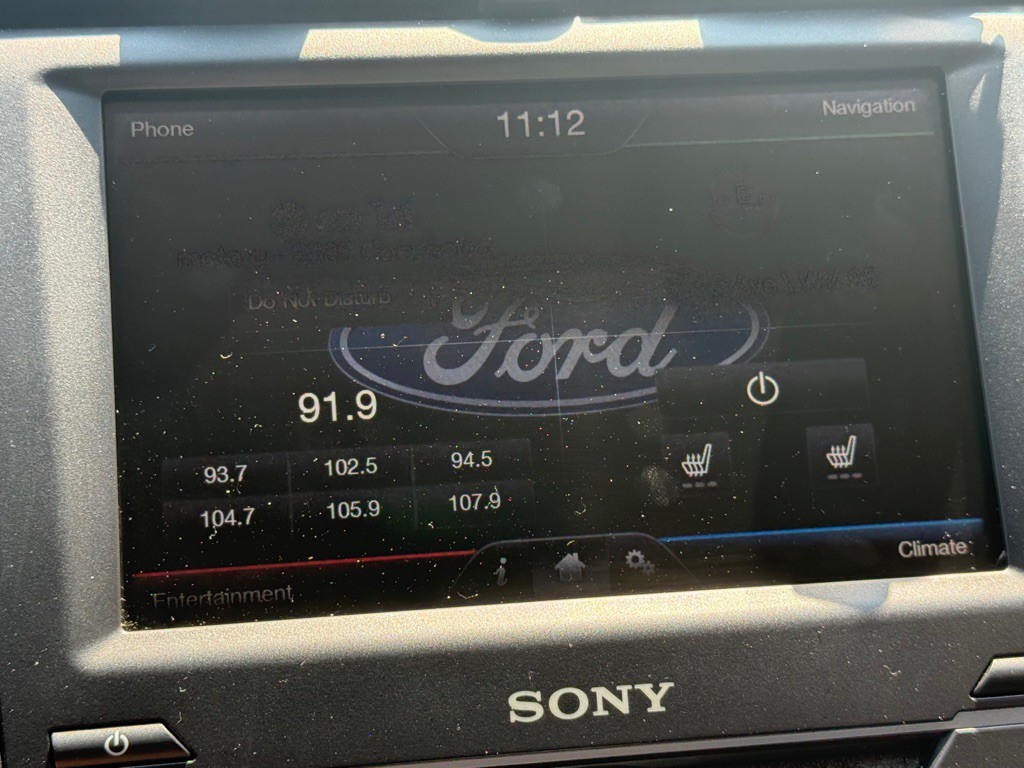 Phone
11:12
Navigation
Do Not Disturb
Ford
91.9
93.7 102.5 94.5
104.7 105.9 107.9
i
Entertainment
Climate
SONY